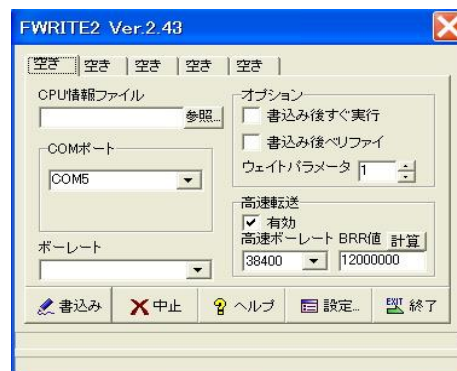 FWRITE2 Ver.2.43
空き 空き 空き 空き 空き
CPU情報ファイル
参照...
COMポート
COM5
ボーレート
オプション
書込み後すぐ実行
書込み後ベリファイ
ウェイトパラメータ 1
高速転送
有効
高速ボーレート BRR値 計算
38400 12000000
書込み 中止 ヘルプ 設定... EXIT 終了